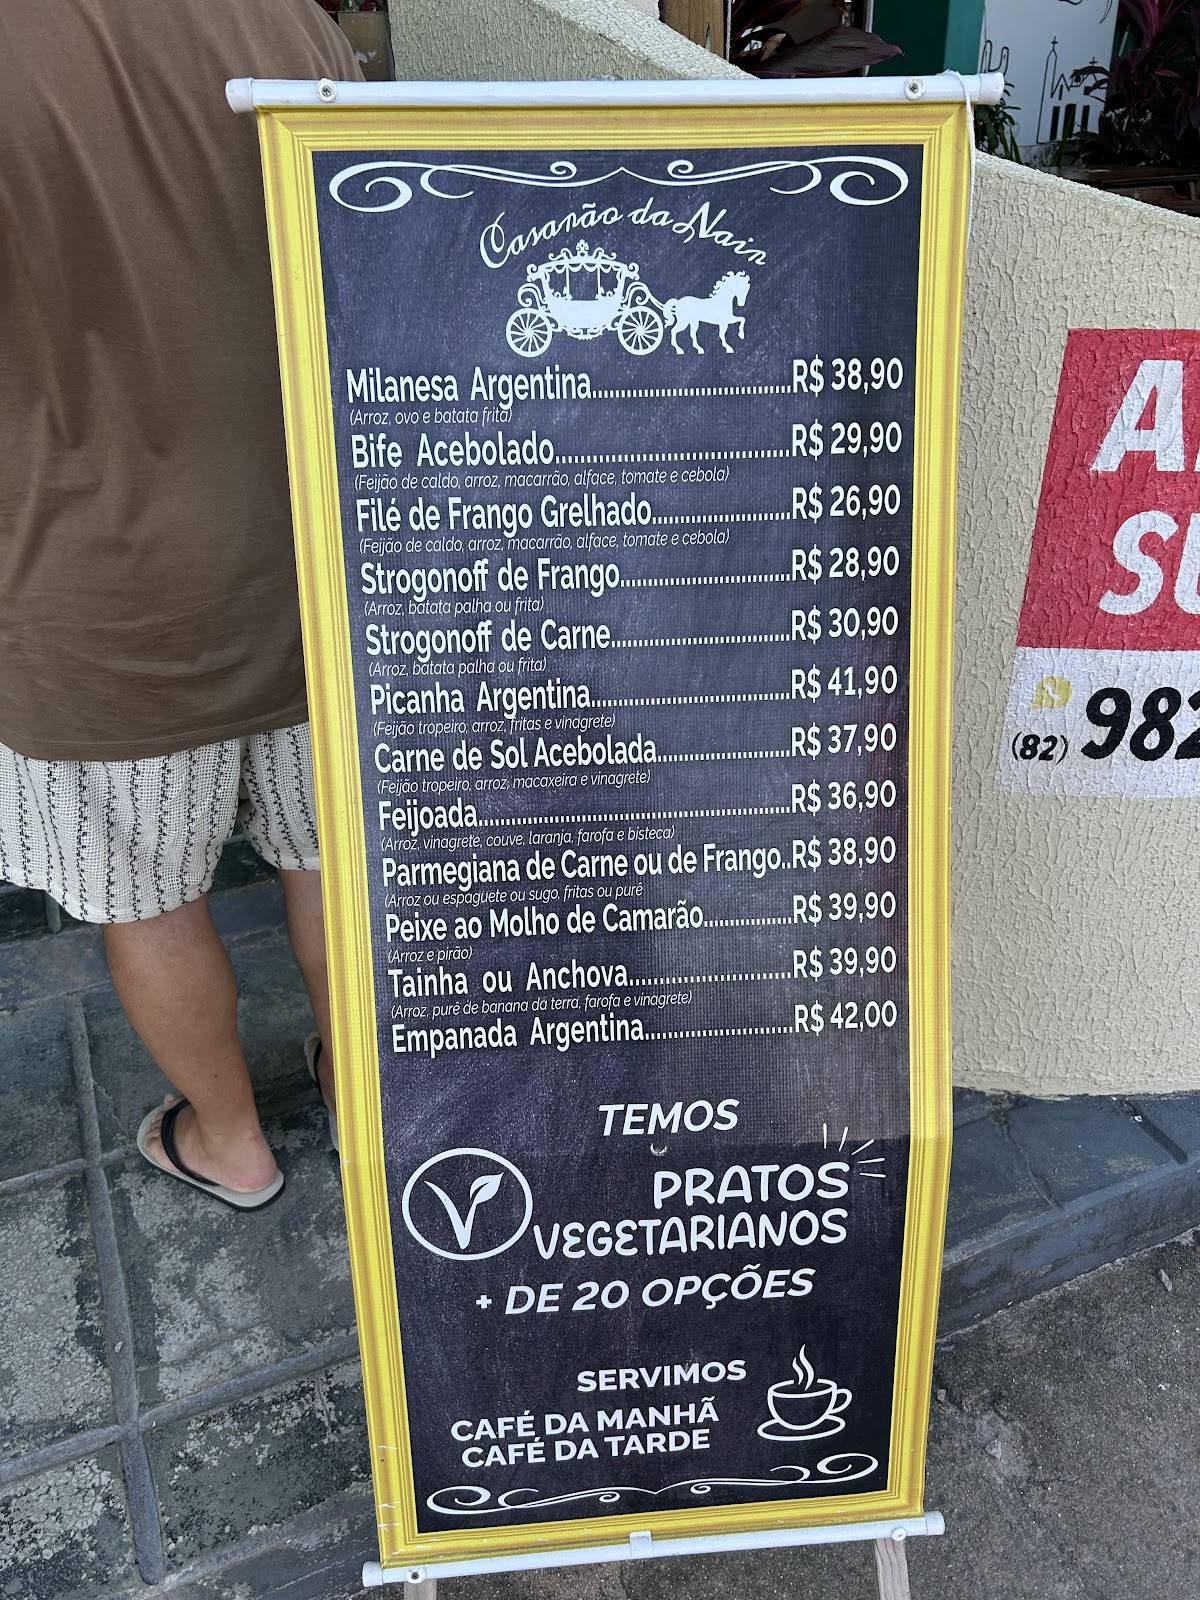 Casarão da Nair
Milanesa Argentina............................R$ 38,90
(Arroz, ovo e batata frita)
Bife Acebolado.................................R$ 29,90
(Feijão de caldo, arroz, macarrão, alface, tomate e cebola)
Filé de Frango Grelhado....................R$ 26,90
(Feijão de caldo, arroz, macarrão, alface, tomate e cebola)
Strogonoff de Frango........................R$ 28,90
(Arroz, batata palha ou frita)
Strogonoff de Carne..........................R$ 30,90
(Arroz, batata palha ou frita)
Picanha Argentina.............................R$ 41,90
(Feijão tropeiro, arroz, fritas e vinagrete)
Carne de Sol Acebolada...................R$ 37,90
(Feijão tropeiro, arroz, macaxeira e vinagrete)
Feijoada.............................................R$ 36,90
(Arroz, vinagrete, couve, laranja, farofa e bisteca)
Parmegiana de Carne ou de Frango..R$ 38,90
(Arroz ou espaguete ou sugo, fritas ou purê
Peixe ao Molho de Camarão.............R$ 39,90
(Arroz e pirão)
Tainha ou Anchova.......................R$ 39,90
(Arroz, purê de banana da terra, farofa e vinagrete)
Empanada Argentina.....................R$ 42,00
TEMOS
PRATOS
VEGETARIANOS
+ DE 20 OPÇÕES
SERVIMOS
CAFÉ DA MANHÃ
CAFÉ DA TARDE
(82) 982